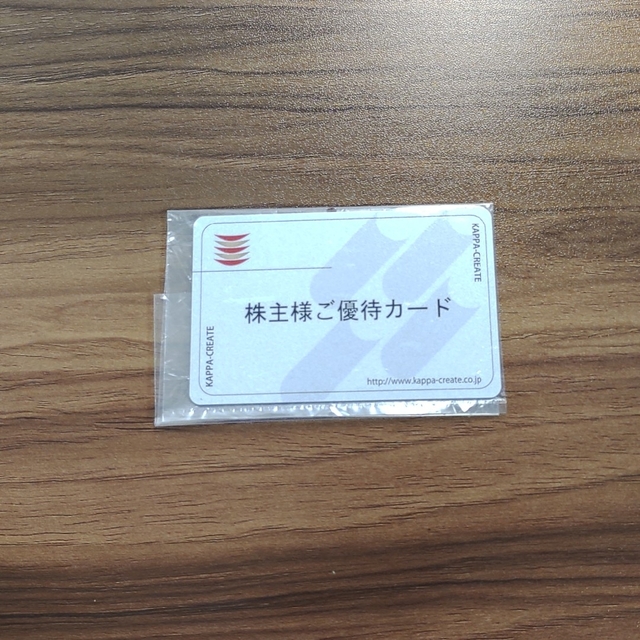 KAPPA-CREATE
株主様ご優待カード
KAPPA-CREATE
http://www.kappa-create.co.jp